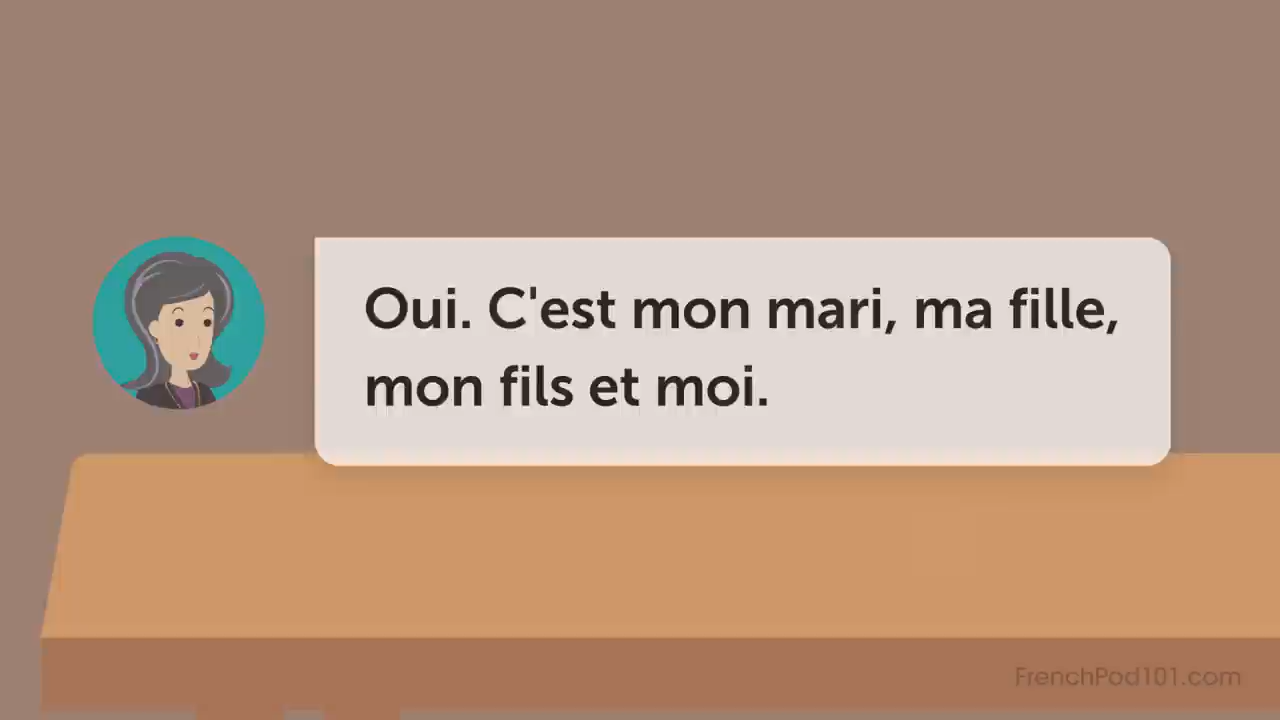 Oui. C'est mon mari, ma fille,
mon fils et moi.
FrenchPod101.com